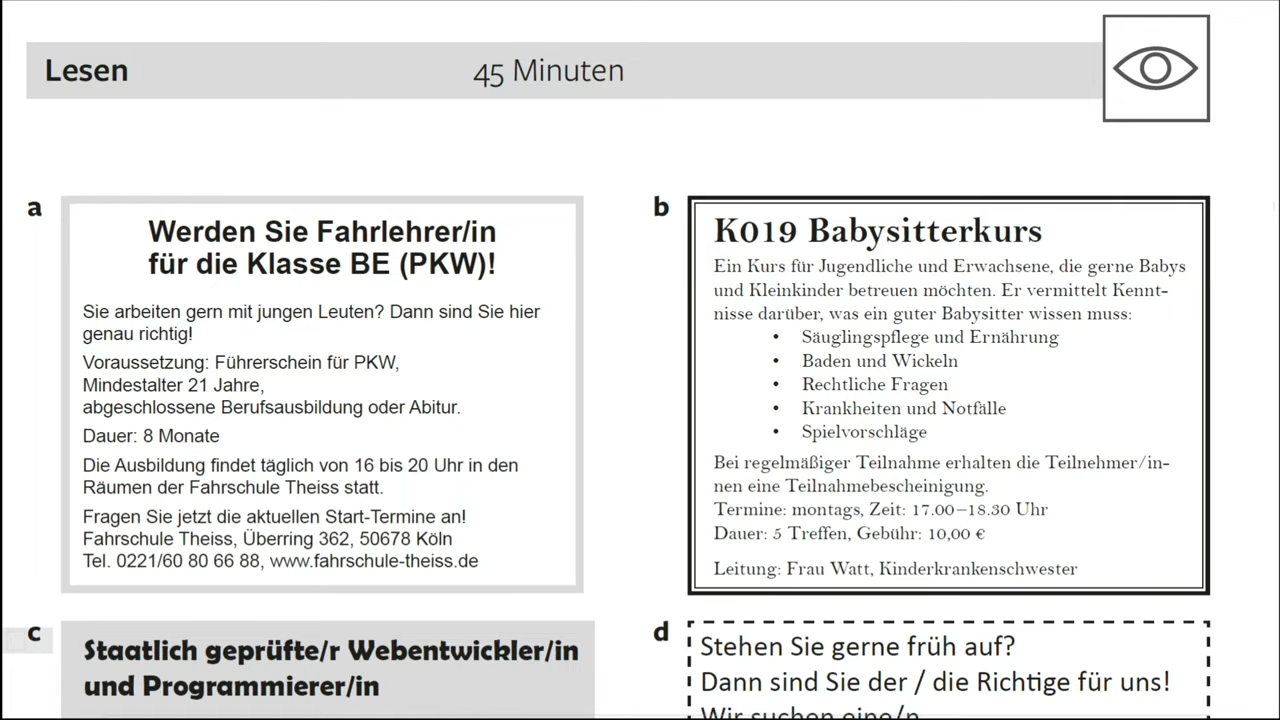 Lesen 45 Minuten
a
Werden Sie Fahrlehrer/in
für die Klasse BE (PKW)!
Sie arbeiten gern mit jungen Leuten? Dann sind Sie hier
genau richtig!
Voraussetzung: Führerschein für PKW,
Mindestalter 21 Jahre,
abgeschlossene Berufsausbildung oder Abitur.
Dauer: 8 Monate
Die Ausbildung findet täglich von 16 bis 20 Uhr in den
Räumen der Fahrschule Theiss statt.
Fragen Sie jetzt die aktuellen Start-Termine an!
Fahrschule Theiss, Überring 362, 50678 Köln
Tel. 0221/60 80 66 88, www.fahrschule-theiss.de
b
K019 Babysitterkurs
Ein Kurs für Jugendliche und Erwachsene, die gerne Babys
und Kleinkinder betreuen möchten. Er vermittelt Kennt-
nisse darüber, was ein guter Babysitter wissen muss:
• Säuglingspflege und Ernährung
• Baden und Wickeln
• Rechtliche Fragen
• Krankheiten und Notfälle
• Spielvorschläge
Bei regelmäßiger Teilnahme erhalten die Teilnehmer/in-
nen eine Teilnahmebescheinigung.
Termine: montags, Zeit: 17.00–18.30 Uhr
Dauer: 5 Treffen, Gebühr: 10,00 €
Leitung: Frau Watt, Kinderkrankenschwester
c
Staatlich geprüfte/r Webentwickler/in
und Programmierer/in
d
Stehen Sie gerne früh auf?
Dann sind Sie der / die Richtige für uns!
Wir suchen eine/n